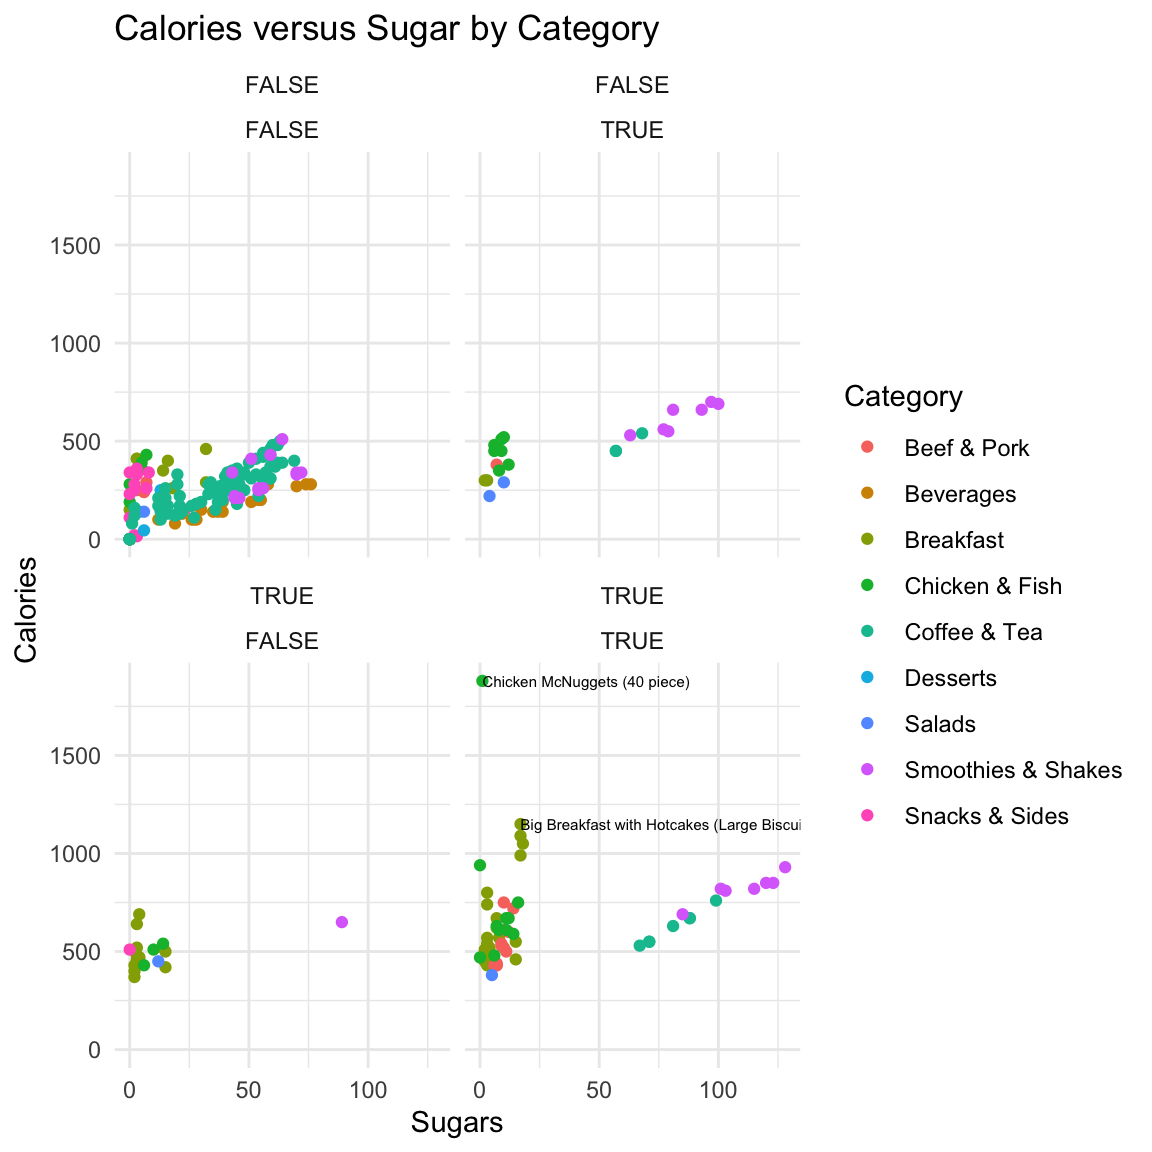 Calories versus Sugar by Category
FALSE
FALSE
FALSE
TRUE
1500
1000
500
0
TRUE
FALSE
TRUE
TRUE
Chicken McNuggets (40 piece)
Big Breakfast with Hotcakes (Large Biscui
1500
1000
500
0
0
50
100
0
50
100
Sugars
Calories
Category
Beef & Pork
Beverages
Breakfast
Chicken & Fish
Coffee & Tea
Desserts
Salads
Smoothies & Shakes
Snacks & Sides